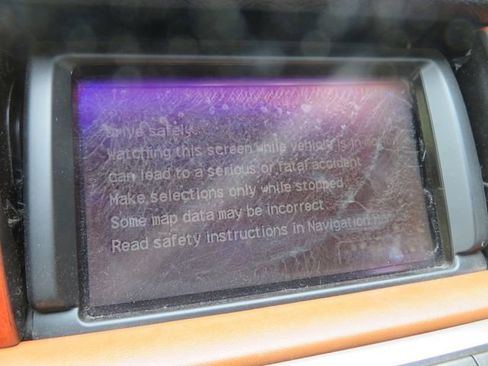 Drive safely.
Watching this screen while vehicle is in
can lead to a serious or fatal accident
Make selections only while stopped.
Some map data may be incorrect
Read safety instructions in Navigation